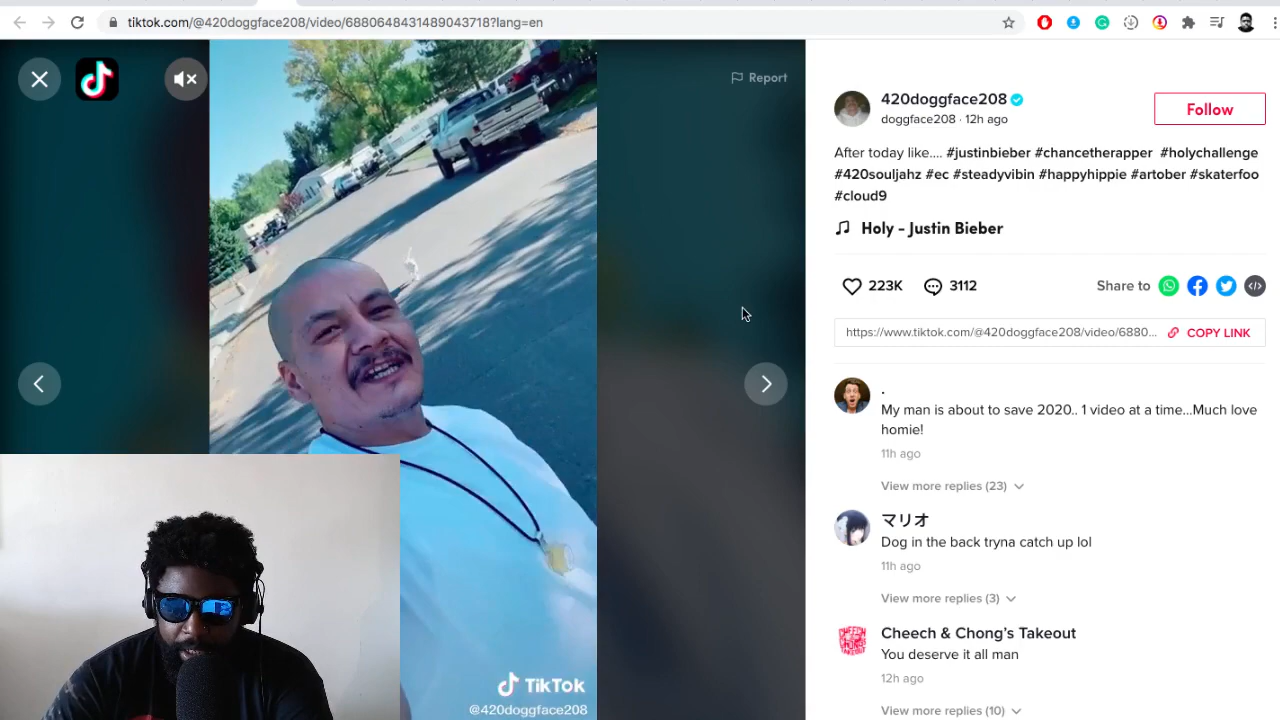 tiktok.com/@420doggface208/video/6880648431489043718?lang=en
Report
420doggface208
doggface208 · 12h ago
Follow
After today like.... #justinbieber #chancetherapper #holychallenge
#420souljahz #ec #steadyvibin #happyhippie #artober #skaterfoo
#cloud9
Holy - Justin Bieber
223K
3112
Share to
https://www.tiktok.com/@420doggface208/video/6880...
COPY LINK
.
My man is about to save 2020.. 1 video at a time...Much love
homie!
11h ago
View more replies (23)
マリオ
Dog in the back tryna catch up lol
11h ago
View more replies (3)
CHEECH & CHONG'S
Cheech & Chong's Takeout
You deserve it all man
12h ago
View more replies (10)
TikTok
@420doggface208